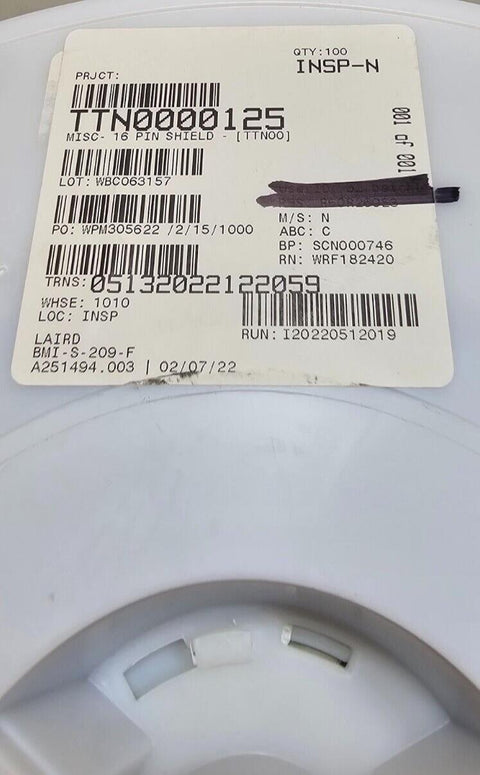 PRJCT:
QTY:100
INSP-N
TTN0000125
MISC- 16 PIN SHIELD - [TTN00]
001 of 001
LOT: WBC063157
M/S: N
PO: WPM305622 /2/15/1000
ABC: C
BP: SCN000746
RN: WRF182420
TRNS: 05132022122059
WHSE: 1010
LOC: INSP
RUN: I20220512019
LAIRD
BMI-S-209-F
A251494.003 | 02/07/22